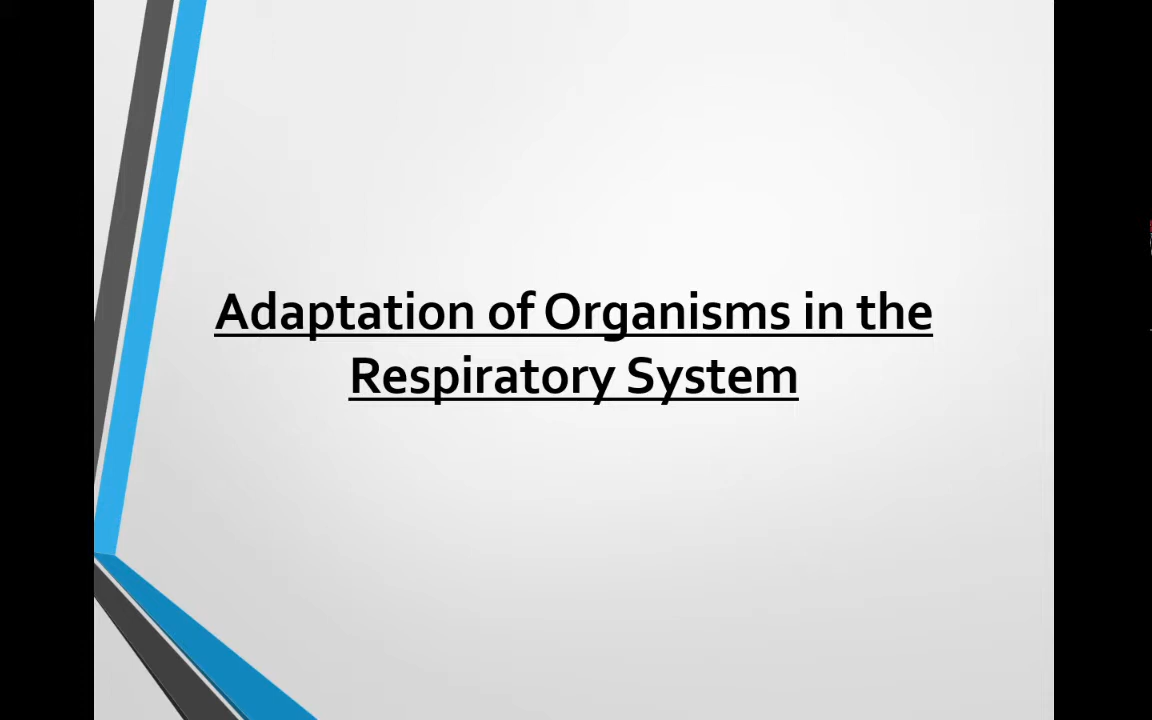 Adaptation of Organisms in the
Respiratory System